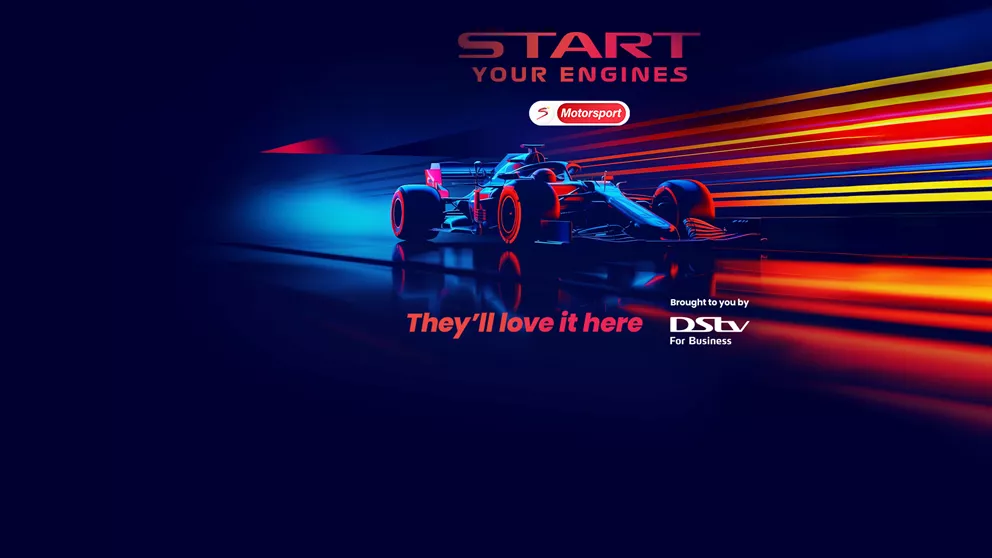 START
YOUR ENGINES
S Motorsport
They'll love it here
Brought to you by
DStv
For Business